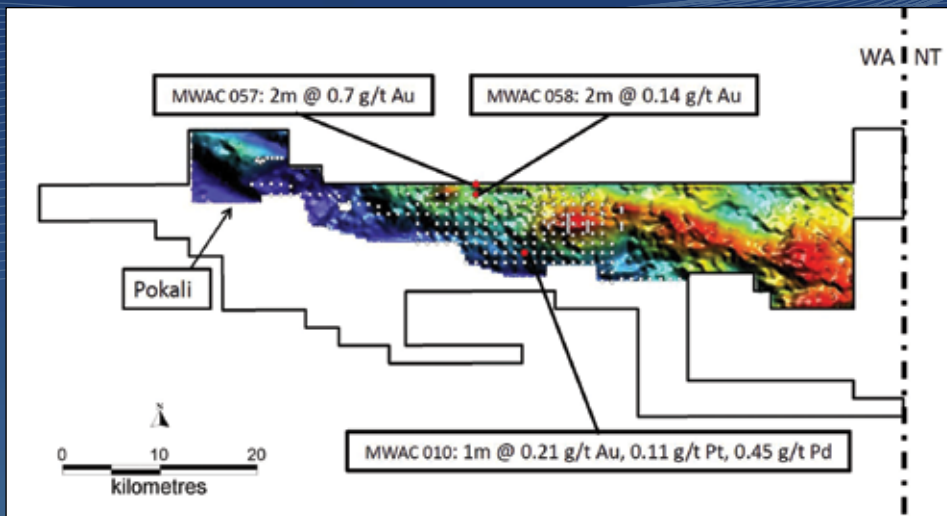 WA NT
MWAC 057: 2m @ 0.7 g/t Au
MWAC 058: 2m @ 0.14 g/t Au
Pokali
N
0 10 20
kilometres
MWAC 010: 1m @ 0.21 g/t Au, 0.11 g/t Pt, 0.45 g/t Pd